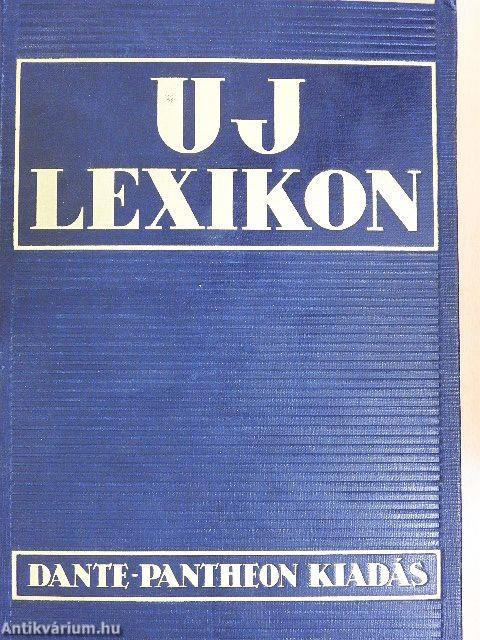 UJ
LEXIKON
DANTE-PANTHEON KIADÁS
Antikvárium.hu